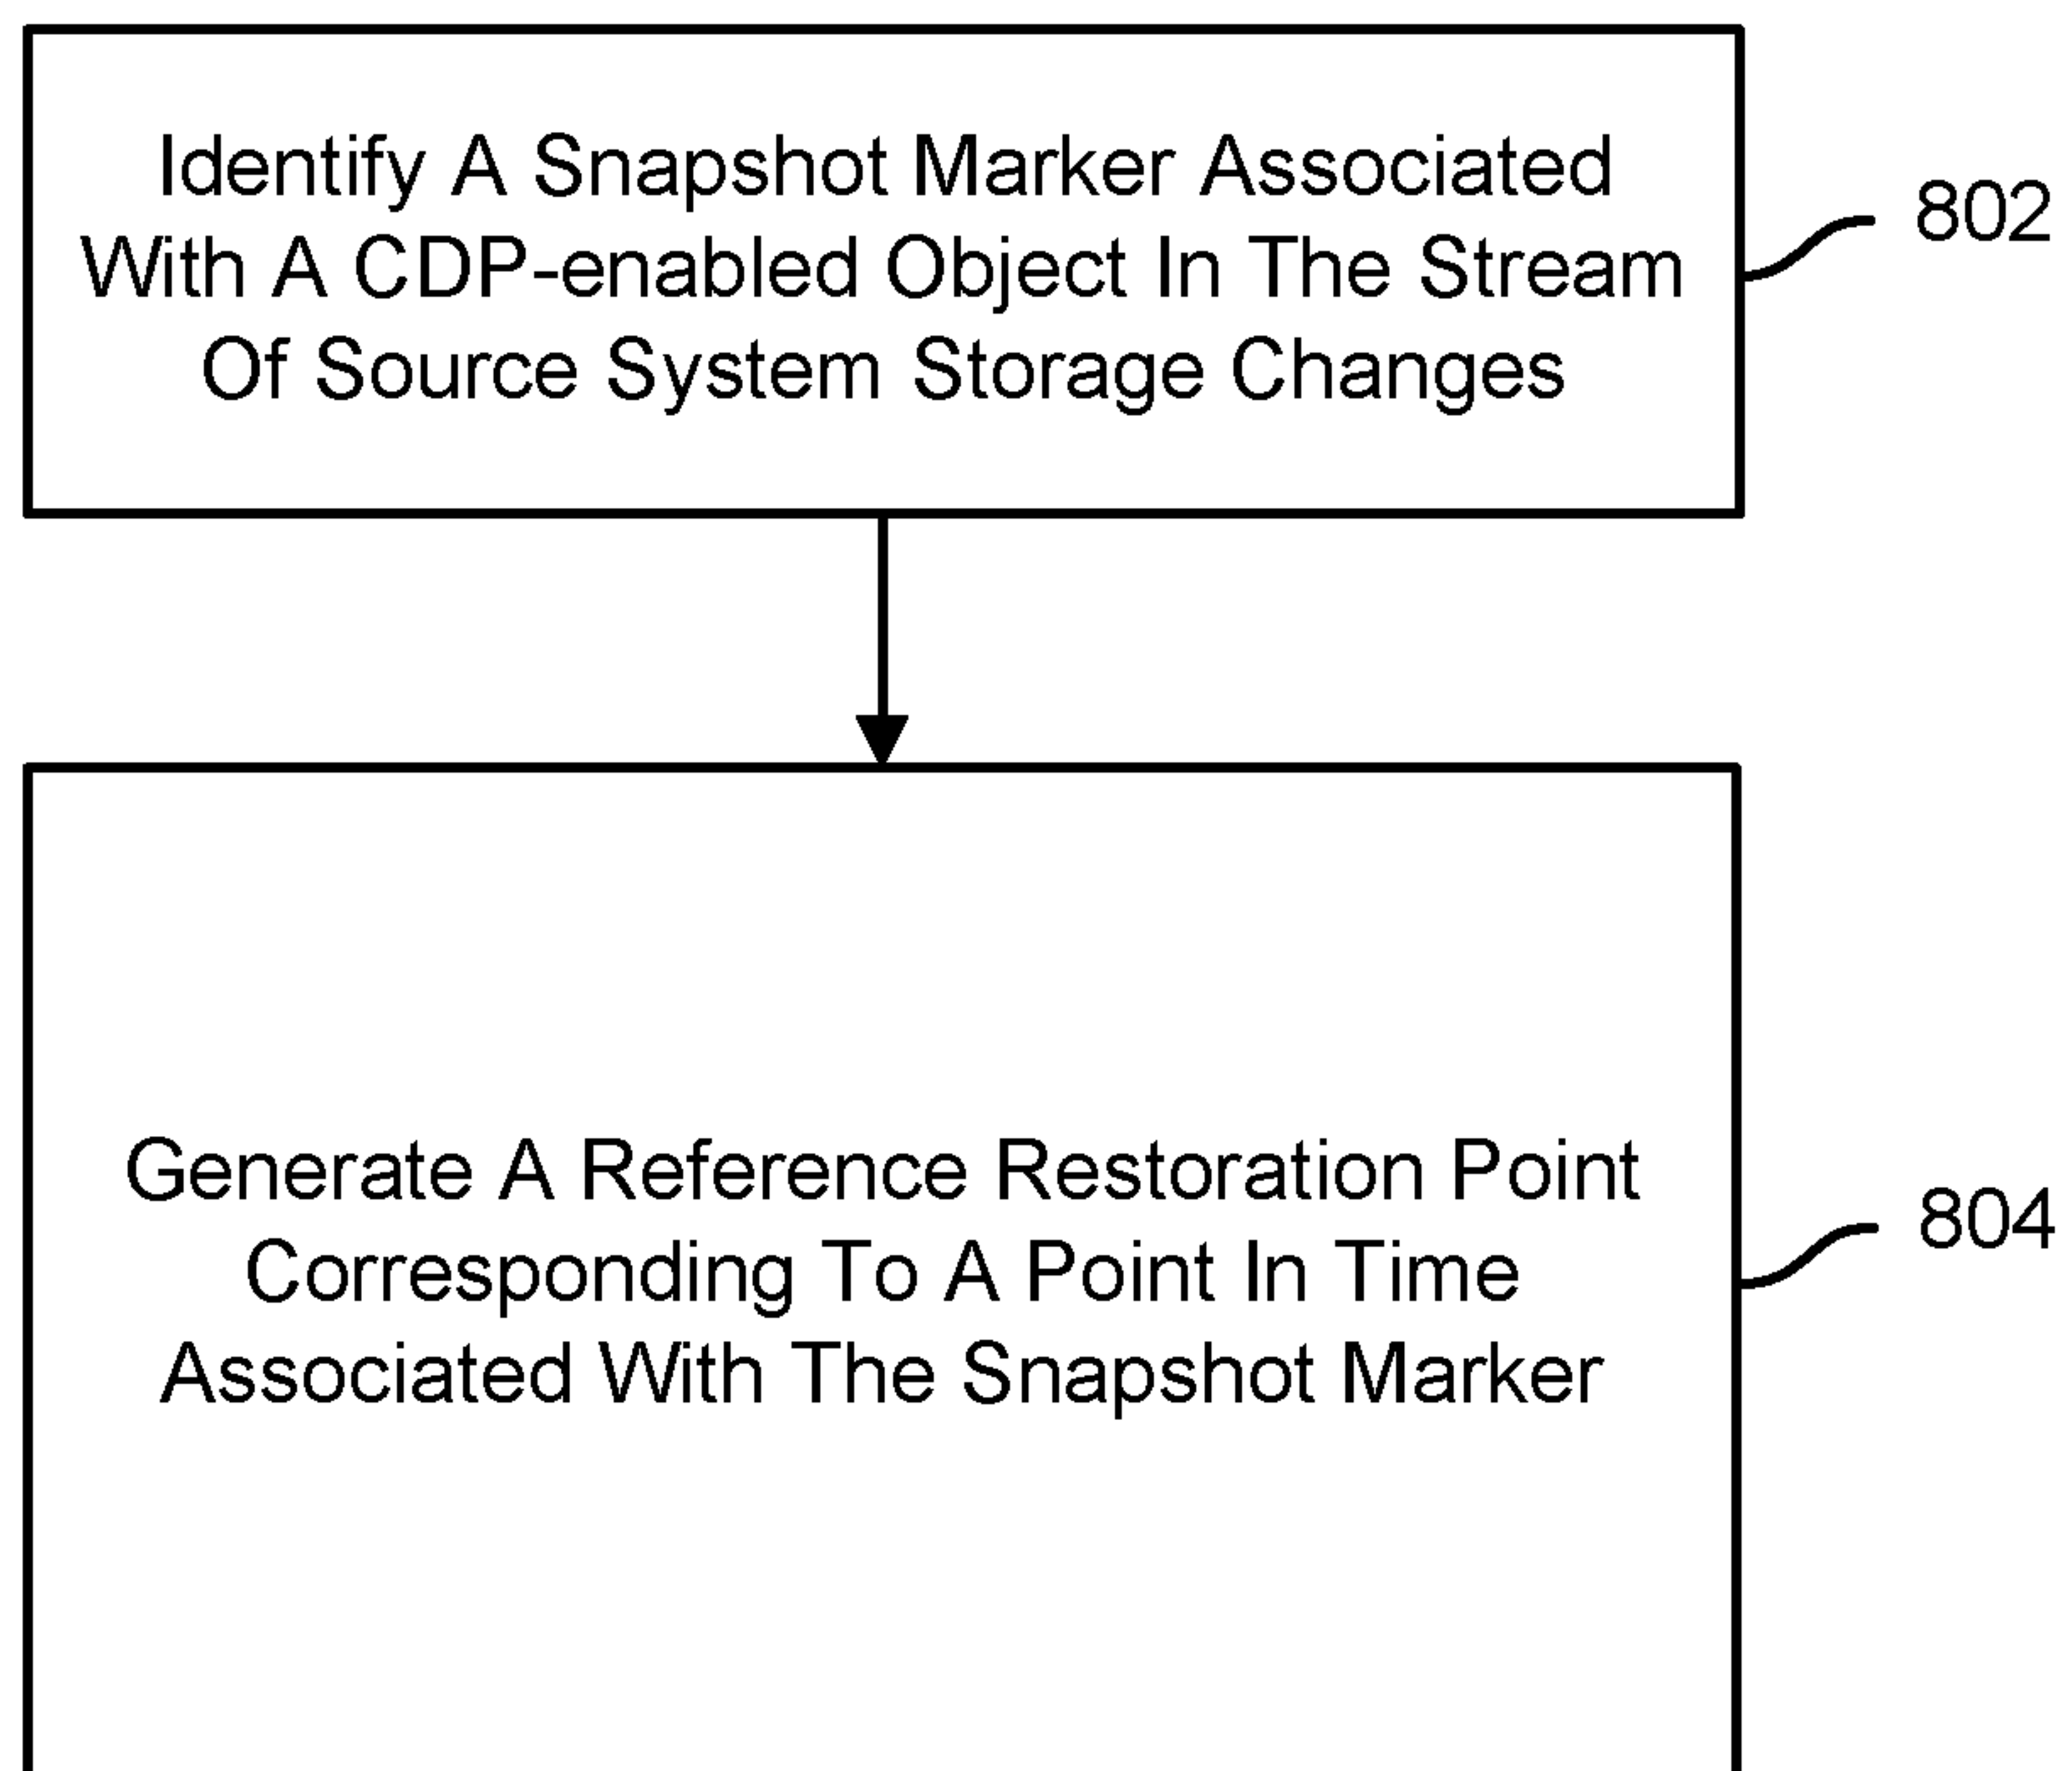 Identify A Snapshot Marker Associated
With A CDP-enabled Object In The Stream
Of Source System Storage Changes
802
Generate A Reference Restoration Point
Corresponding To A Point In Time
Associated With The Snapshot Marker
804